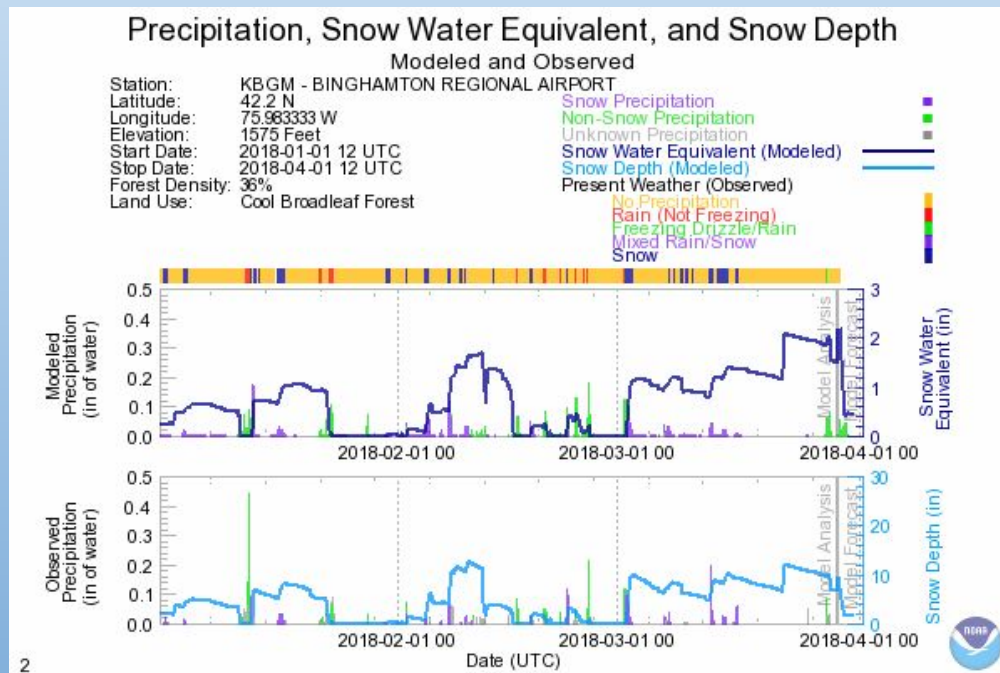 Precipitation, Snow Water Equivalent, and Snow Depth
Modeled and Observed
Station: KBGM - BINGHAMTON REGIONAL AIRPORT
Latitude: 42.2 N
Longitude: 75.983333 W
Elevation: 1575 Feet
Start Date: 2018-01-01 12 UTC
Stop Date: 2018-04-01 12 UTC
Forest Density: 36%
Land Use: Cool Broadleaf Forest
Snow Precipitation
Non-Snow Precipitation
Unknown Precipitation
Snow Water Equivalent (Modeled)
Snow Depth (Modeled)
Present Weather (Observed)
No Precipitation
Rain (Not Freezing)
Freezing Drizzle/Rain
Mixed Rain/Snow
Snow
Modeled
Precipitation
(in of water)
0.5
0.4
0.3
0.2
0.1
0.0
Model Analysis
Model Forecast
3
2
1
0
Snow Water
Equivalent (in)
2018-02-01 00
2018-03-01 00
2018-04-01 00
Observed
Precipitation
(in of water)
0.5
0.4
0.3
0.2
0.1
0.0
Model Analysis
Model Forecast
30
20
10
0
Snow Depth (in)
2018-02-01 00
2018-03-01 00
2018-04-01 00
Date (UTC)
NOAA
2